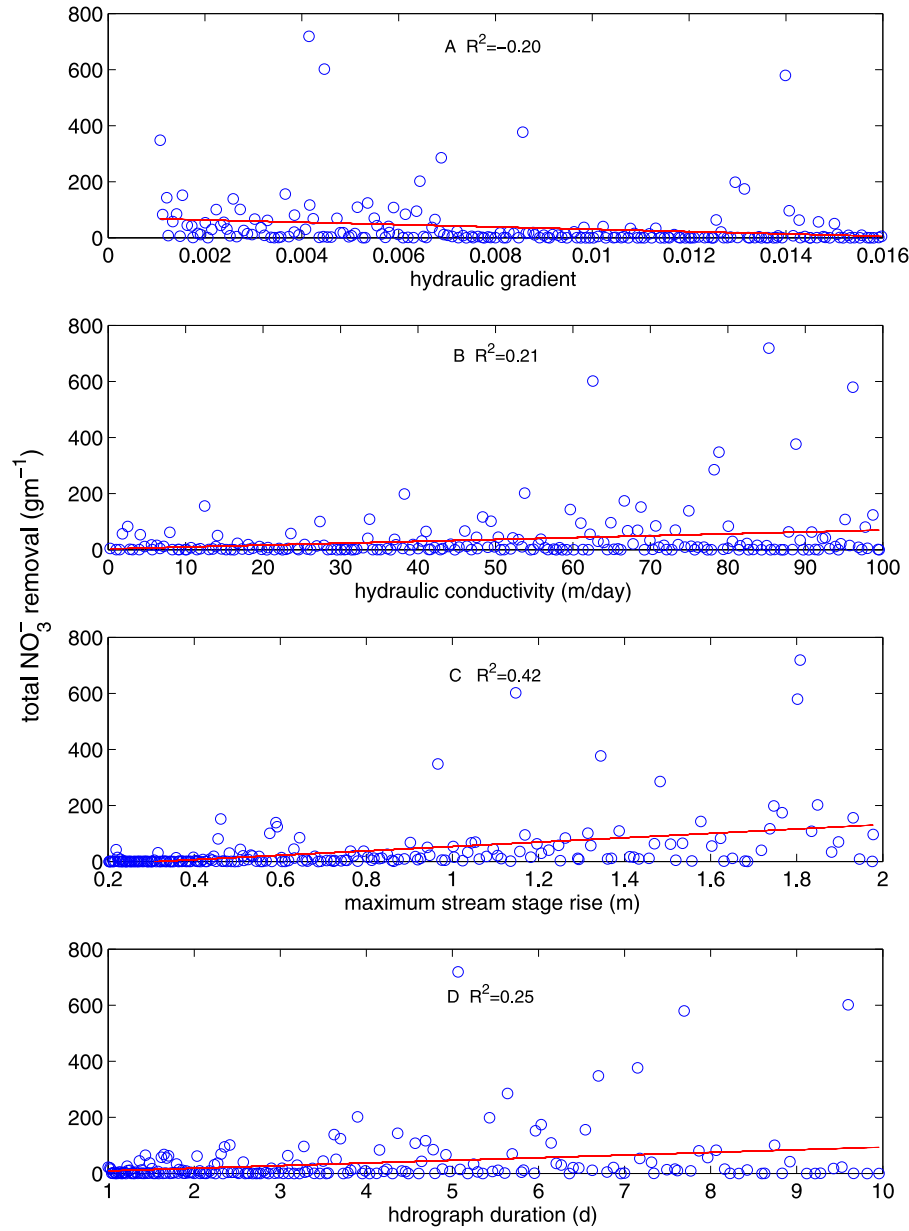 800
600
400
200
0
A R²=−0.20
0 0.002 0.004 0.006 0.008 0.01 0.012 0.014 0.016
hydraulic gradient
800
600
400
200
0
B R²=0.21
0 10 20 30 40 50 60 70 80 90 100
hydraulic conductivity (m/day)
total NO₃⁻ removal (gm⁻¹)
800
600
400
200
0
C R²=0.42
0.2 0.4 0.6 0.8 1 1.2 1.4 1.6 1.8 2
maximum stream stage rise (m)
800
600
400
200
0
D R²=0.25
1 2 3 4 5 6 7 8 9 10
hdrograph duration (d)